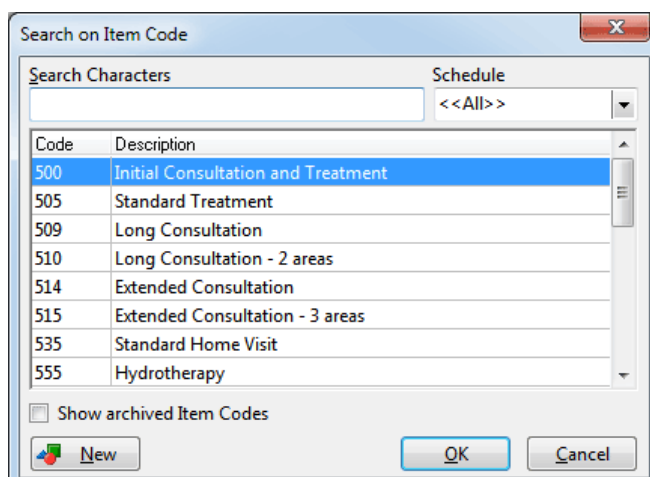 Search on Item Code
Search Characters Schedule
<<All>>
Code Description
500 Initial Consultation and Treatment
505 Standard Treatment
509 Long Consultation
510 Long Consultation - 2 areas
514 Extended Consultation
515 Extended Consultation - 3 areas
535 Standard Home Visit
555 Hydrotherapy
Show archived Item Codes
New OK Cancel